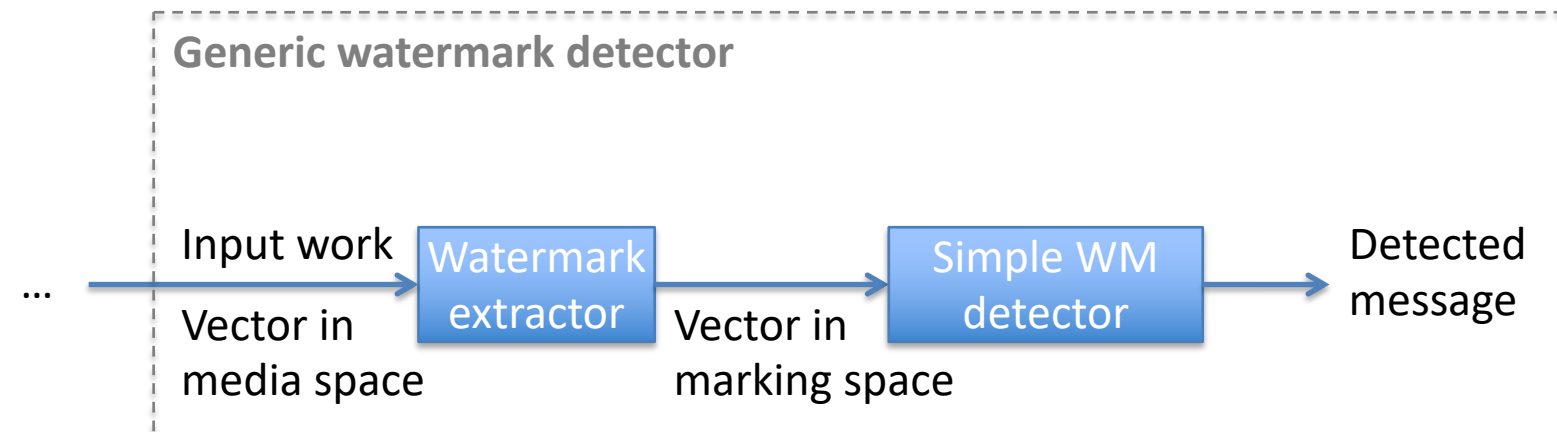 Generic watermark detector
...
Input work
Vector in
media space
Watermark
extractor
Vector in
marking space
Simple WM
detector
Detected
message